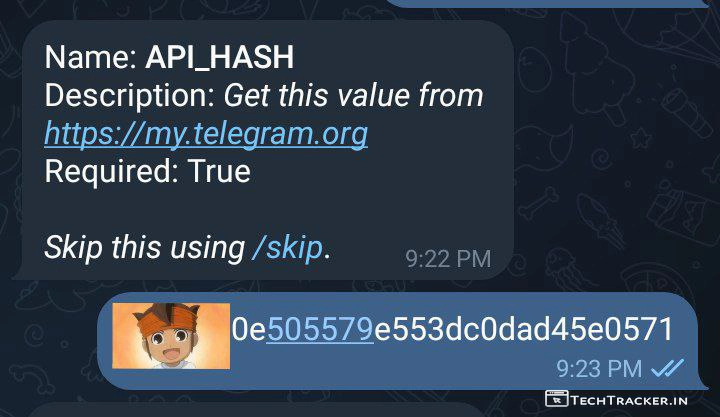 Name: API_HASH
Description: Get this value from
https://my.telegram.org
Required: True
Skip this using /skip.
9:22 PM
0e505579e553dc0dad45e0571
9:23 PM
TECHTRACKER.IN